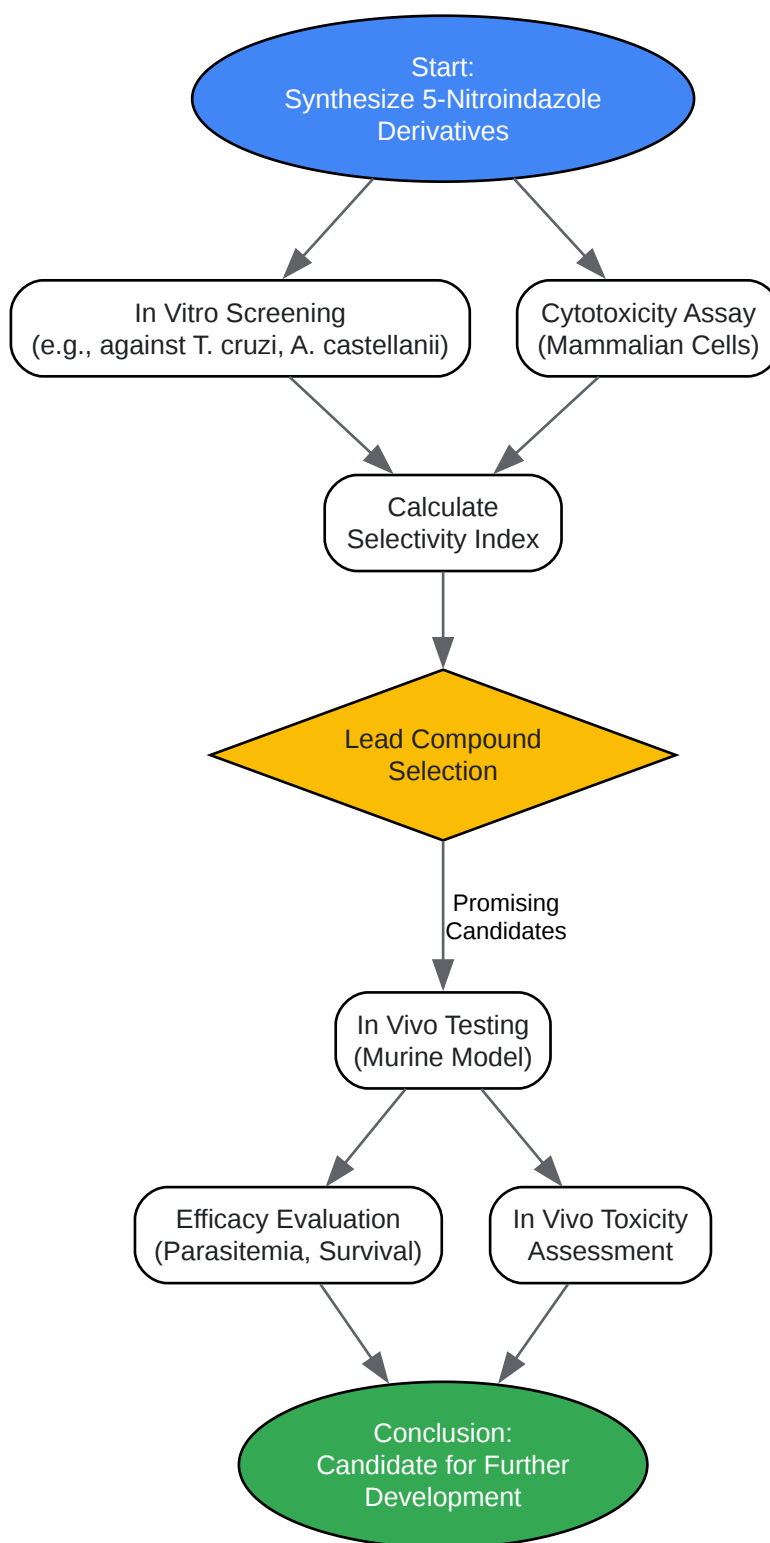 Start:
Synthesize 5-Nitroindazole
Derivatives
In Vitro Screening
(e.g., against T. cruzi, A. castellanii)
Cytotoxicity Assay
(Mammalian Cells)
Calculate
Selectivity Index
Lead Compound
Selection
Promising
Candidates
In Vivo Testing
(Murine Model)
Efficacy Evaluation
(Parasitemia, Survival)
In Vivo Toxicity
Assessment
Conclusion:
Candidate for Further
Development